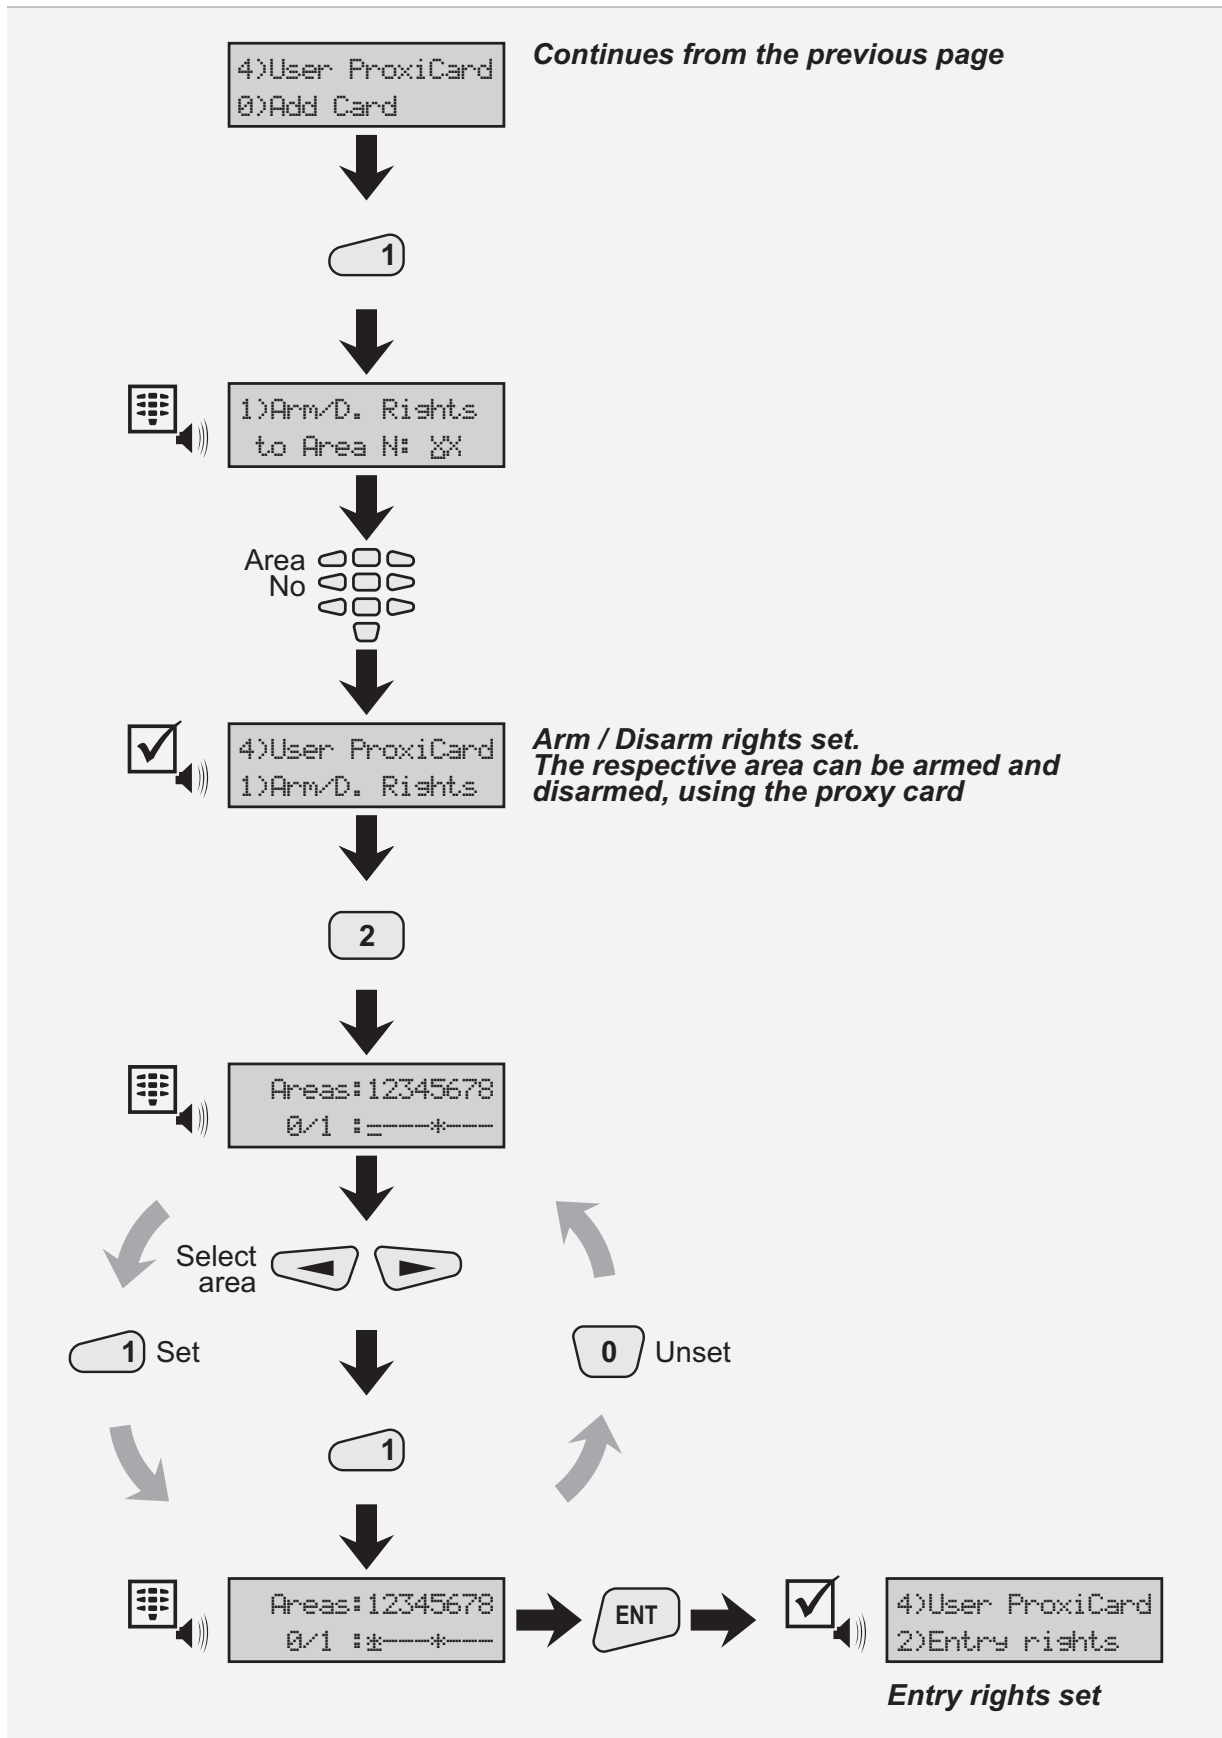 4)User ProxiCard
0)Add Card
Continues from the previous page
1
1)Arm/D. Rights
to Area N: XX
Area
No
4)User ProxiCard
1)Arm/D. Rights
Arm / Disarm rights set.
The respective area can be armed and
disarmed, using the proxy card
2
Areas:12345678
0/1 :----*---
Select
area
1 Set
0 Unset
1
Areas:12345678
0/1 :*---*---
ENT
4)User ProxiCard
2)Entry rights
Entry rights set